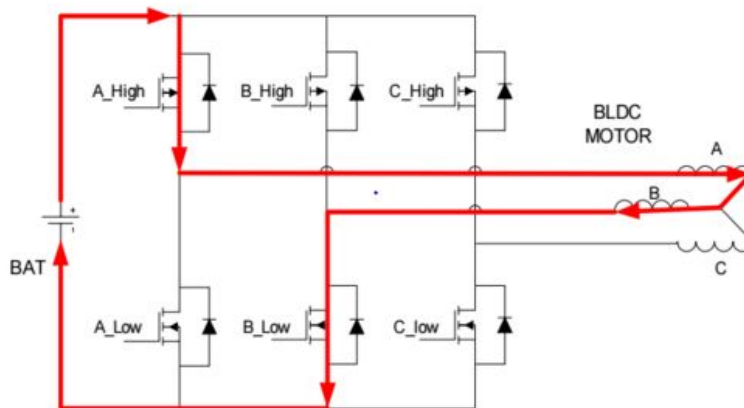 A_High
B_High
C_High
BLDC
MOTOR
A
B
+
-
BAT
C
A_Low
B_Low
C_low